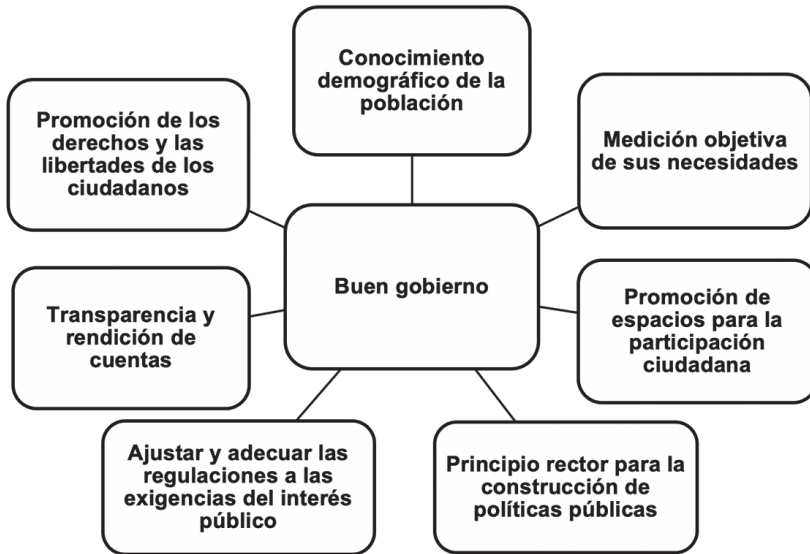 Conocimiento
demográfico de la
población
Promoción de los
derechos y las
libertades de los
ciudadanos
Medición objetiva
de sus necesidades
Buen gobierno
Transparencia y
rendición de
cuentas
Promoción de
espacios para la
participación
ciudadana
Ajustar y adecuar las
regulaciones a las
exigencias del interés
público
Principio rector para la
construcción de
políticas públicas